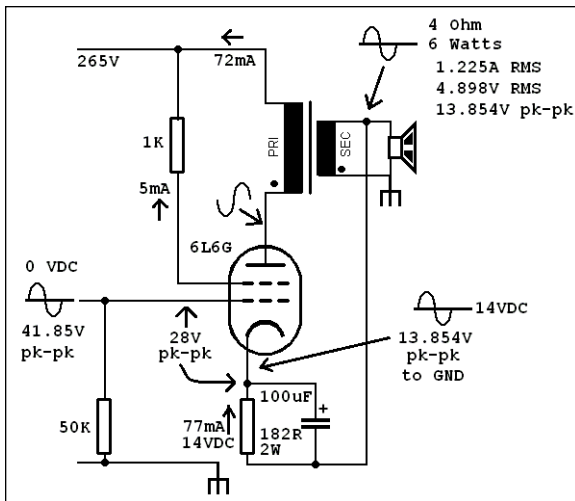 4 Ohm
6 Watts
1.225A RMS
4.898V RMS
13.854V pk-pk
265V
72mA
1K
PRI
SEC
5mA
6L6G
0 VDC
41.85V
pk-pk
28V
pk-pk
14VDC
13.854V
pk-pk
to GND
50K
77mA
14VDC
100uF
+
182R
2W